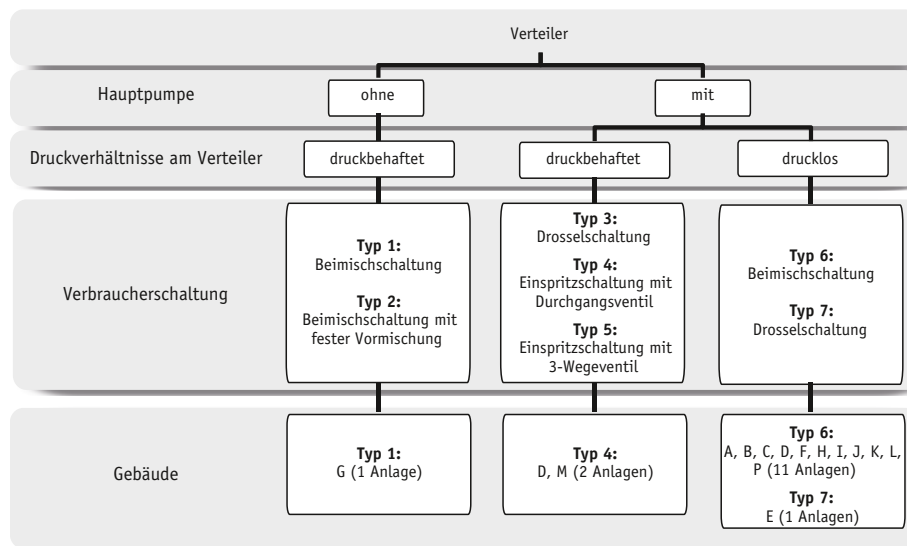 Verteiler
Hauptpumpe
ohne
mit
Druckverhältnisse am Verteiler
druckbehaftet
druckbehaftet
drucklos
Verbraucherschaltung
Typ 1:
Beimischschaltung
Typ 2:
Beimischschaltung mit
fester Vormischung
Typ 3:
Drosselschaltung
Typ 4:
Einspritzschaltung mit
Durchgangsventil
Typ 5:
Einspritzschaltung mit
3-Wegeventil
Typ 6:
Beimischschaltung
Typ 7:
Drosselschaltung
Gebäude
Typ 1:
G (1 Anlage)
Typ 4:
D, M (2 Anlagen)
Typ 6:
A, B, C, D, F, H, I, J, K, L,
P (11 Anlagen)
Typ 7:
E (1 Anlagen)